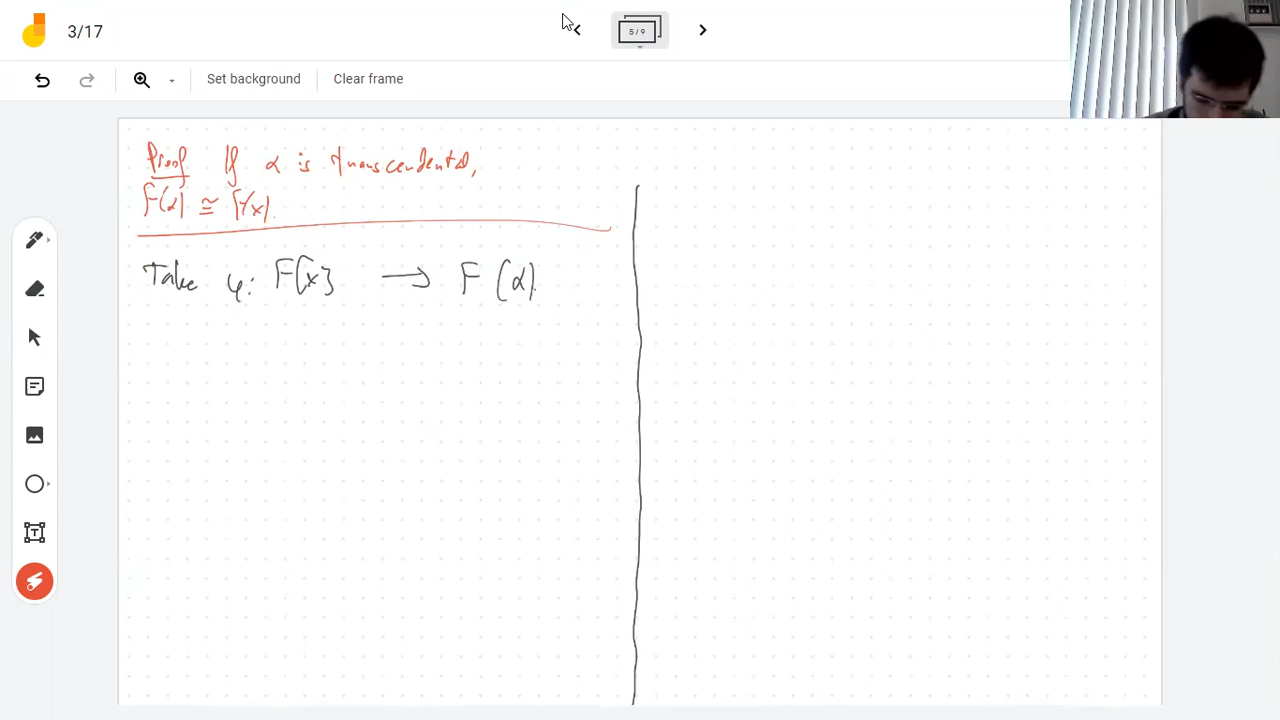 3/17
5/9
Set background
Clear frame
Proof If α is transcendental,
F(α) ≅ F(x).
Take φ: F[x] → F(α).